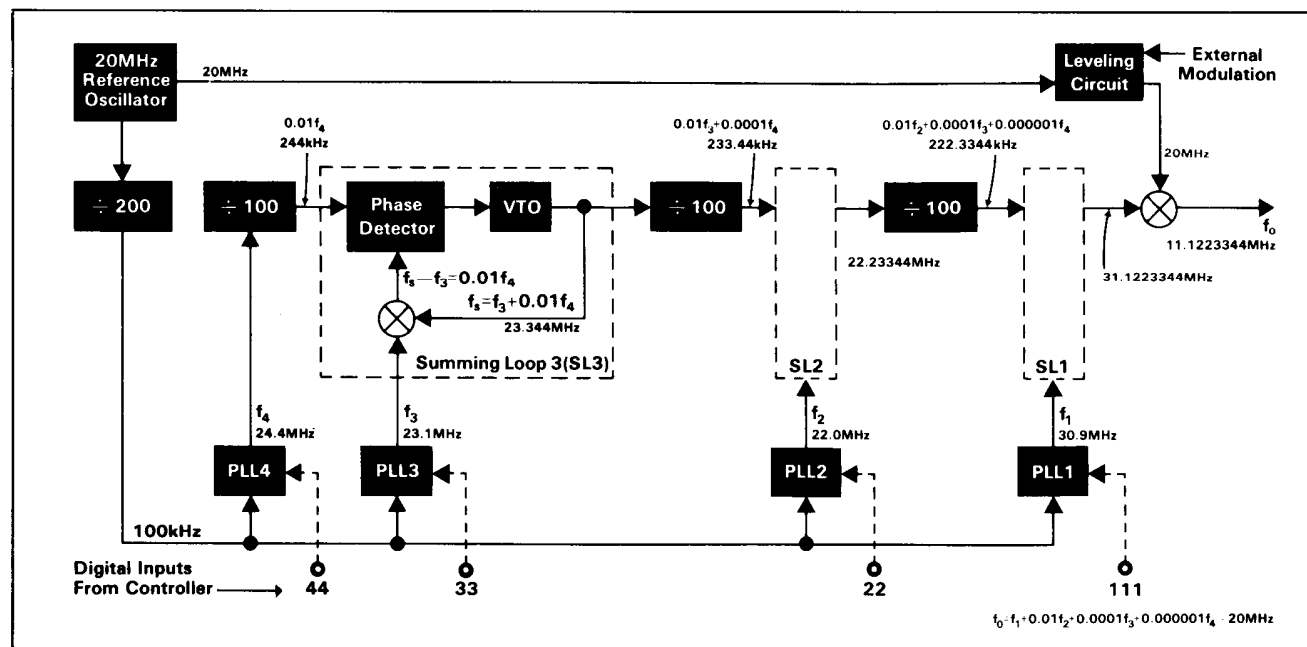 20MHz
Reference
Oscillator
20MHz
Leveling
Circuit
External
Modulation
0.01f₄
244kHz
0.01f₃+0.0001f₄
233.44kHz
0.01f₂+0.0001f₃+0.000001f₄
222.3344kHz
20MHz
÷ 200
÷ 100
Phase
Detector
VTO
÷ 100
÷ 100
fₒ
11.1223344MHz
22.23344MHz
31.1223344MHz
fₛ—f₃=0.01f₄
fₛ=f₃+0.01f₄
23.344MHz
Summing Loop 3(SL3)
SL2
SL1
f₄
24.4MHz
f₃
23.1MHz
f₂
22.0MHz
f₁
30.9MHz
PLL4
PLL3
PLL2
PLL1
100kHz
Digital Inputs
From Controller
44
33
22
111
f₀=f₁+0.01f₂+0.0001f₃+0.000001f₄ - 20MHz